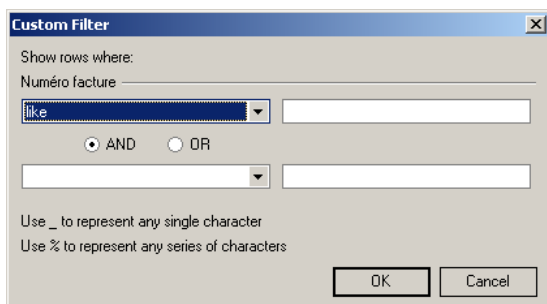 Custom Filter
Show rows where:
Numéro facture
like
AND OR
Use _ to represent any single character
Use % to represent any series of characters
OK Cancel